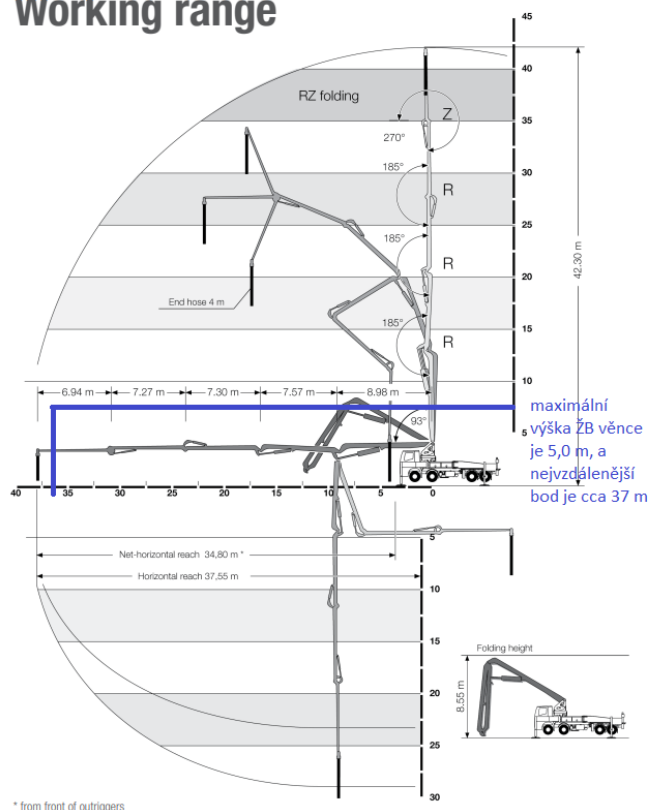 Working range
45
40
RZ folding
Z
35
270°
185°
30
R
25
185°
R
20
End hose 4 m
42.30 m
15
185°
R
10
6.94 m
7.27 m
7.30 m
7.57 m
8.98 m
93°
5
maximální
výška ŽB věnce
je 5,0 m, a
nejvzdálenější
bod je cca 37 m
40
35
30
25
20
15
10
5
0
5
Net-horizontal reach 34,80 m *
Horizontal reach 37,55 m
10
15
Folding height
8.55 m
20
25
30
* from front of outriggers